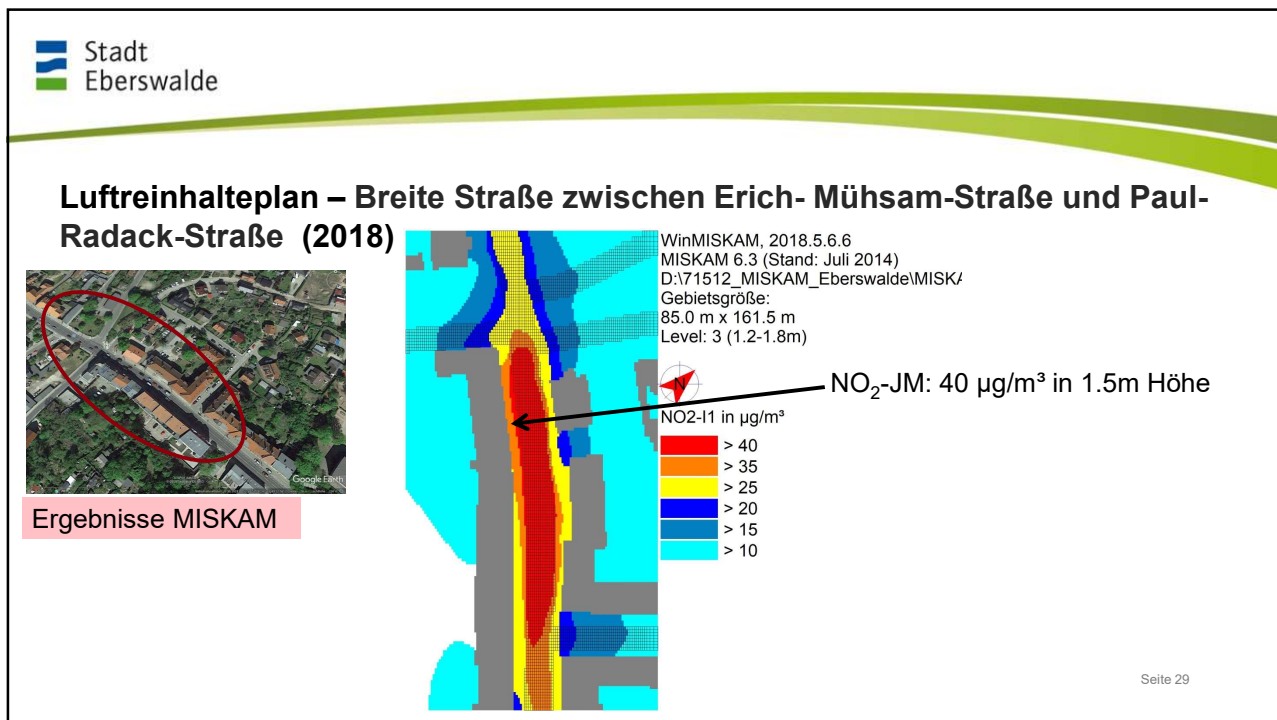 Stadt
Eberswalde
Luftreinhalteplan – Breite Straße zwischen Erich- Mühsam-Straße und Paul-
Radack-Straße (2018)
WinMISKAM, 2018.5.6.6
MISKAM 6.3 (Stand: Juli 2014)
D:\71512_MISKAM_Eberswalde\MISKA
Gebietsgröße:
85.0 m x 161.5 m
Level: 3 (1.2-1.8m)
N
NO₂-JM: 40 µg/m³ in 1.5m Höhe
NO2-I1 in µg/m³
> 40
> 35
> 25
> 20
> 15
> 10
Google Earth
Ergebnisse MISKAM
Seite 29